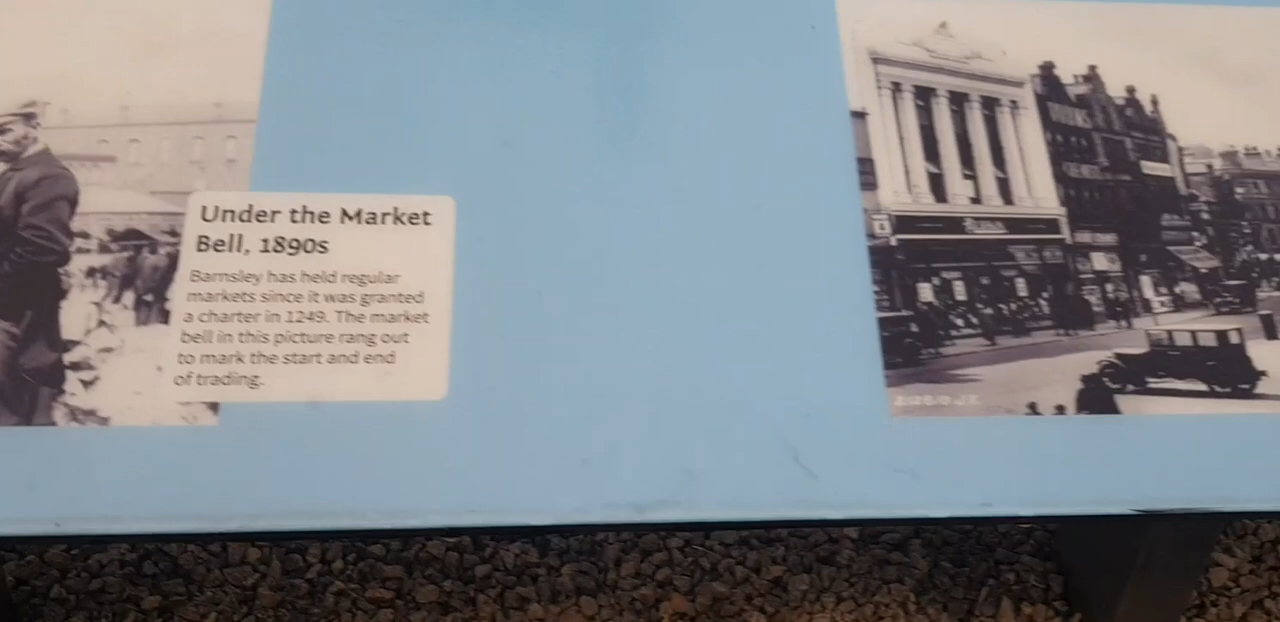 Under the Market
Bell, 1890s
Barnsley has held regular
markets since it was granted
a charter in 1249. The market
bell in this picture rang out
to mark the start and end
of trading.